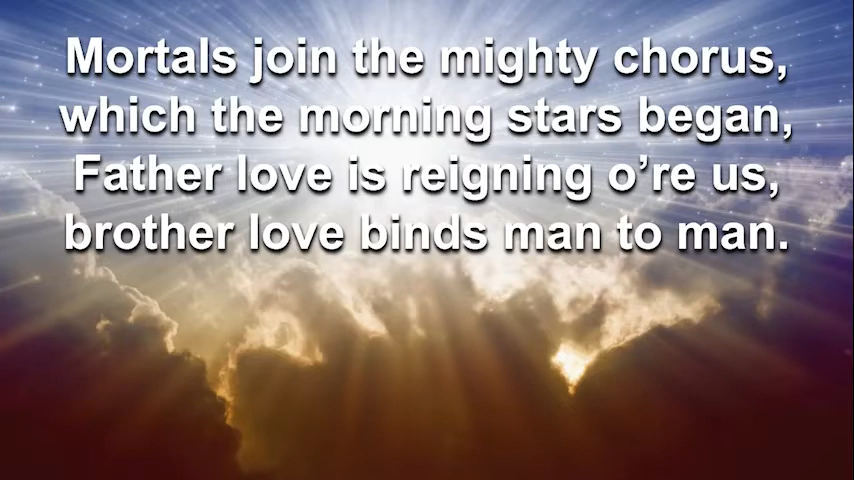 Mortals join the mighty chorus,
which the morning stars began,
Father love is reigning o’re us,
brother love binds man to man.